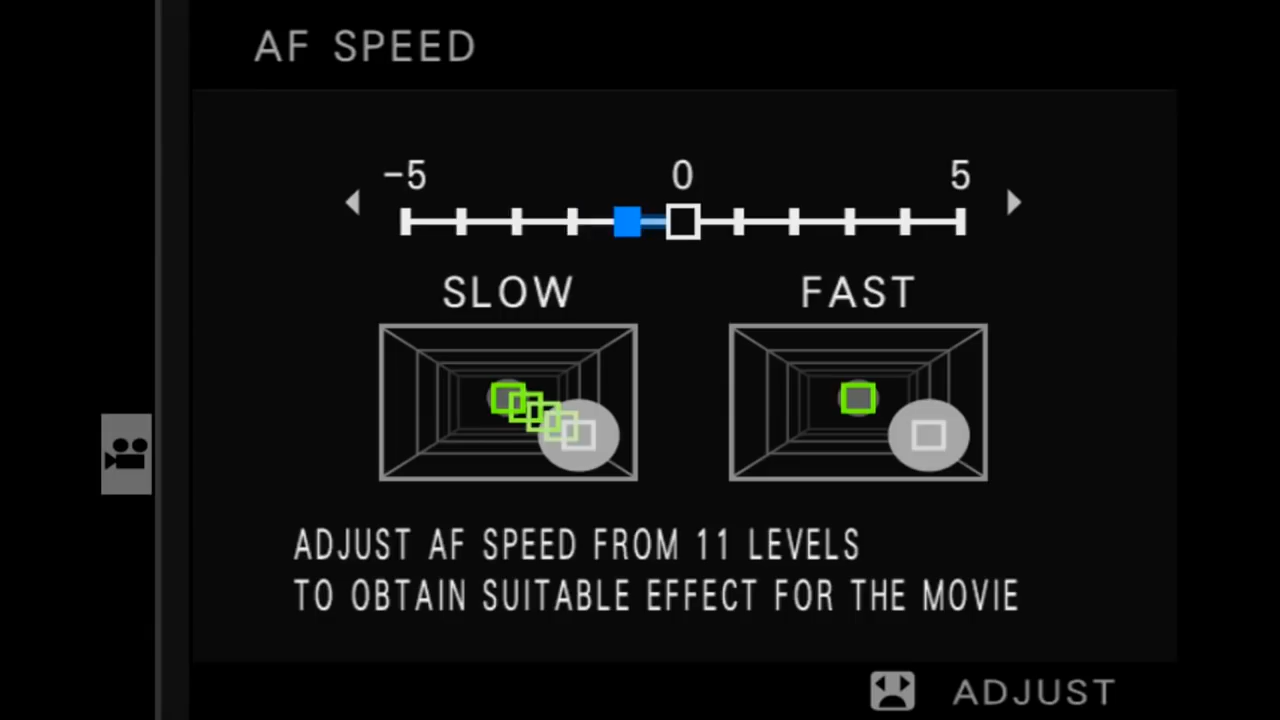 AF SPEED
-5 0 5
SLOW FAST
ADJUST AF SPEED FROM 11 LEVELS
TO OBTAIN SUITABLE EFFECT FOR THE MOVIE
ADJUST